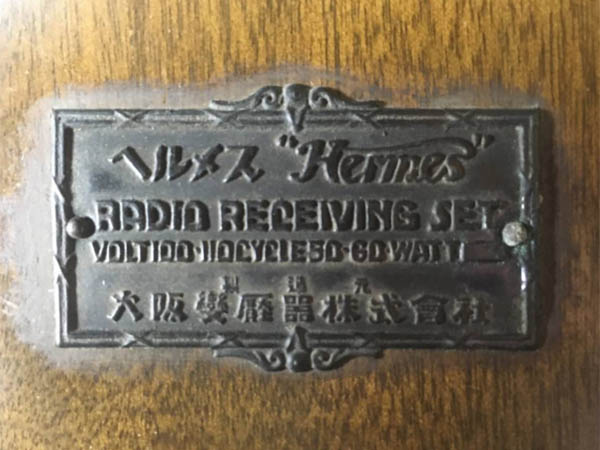 ヘルメス "Hermes"
RADIO RECEIVING SET
VOLT100-110CYCLE50-60WATT
製造元
大阪變壓器株式會社